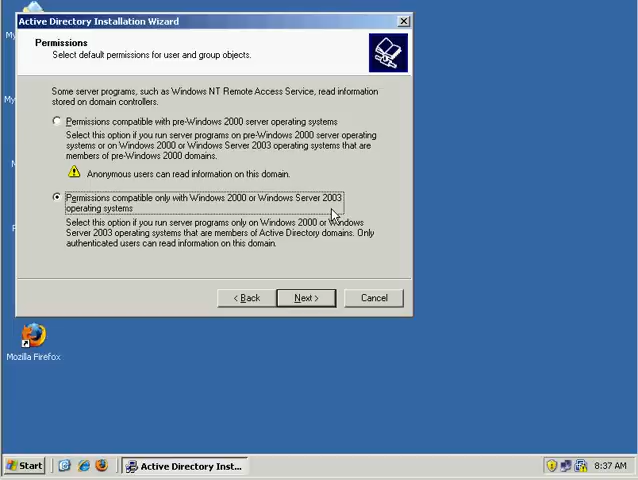 Active Directory Installation Wizard
Permissions
Select default permissions for user and group objects.
Some server programs, such as Windows NT Remote Access Service, read information
stored on domain controllers.
Permissions compatible with pre-Windows 2000 server operating systems
Select this option if you run server programs on pre-Windows 2000 server operating
systems or on Windows 2000 or Windows Server 2003 operating systems that are
members of pre-Windows 2000 domains.
Anonymous users can read information on this domain.
Permissions compatible only with Windows 2000 or Windows Server 2003
operating systems
Select this option if you run server programs only on Windows 2000 or Windows
Server 2003 operating systems that are members of Active Directory domains. Only
authenticated users can read information on this domain.
< Back
Next >
Cancel
Mozilla Firefox
Start
Active Directory Inst...
8:37 AM